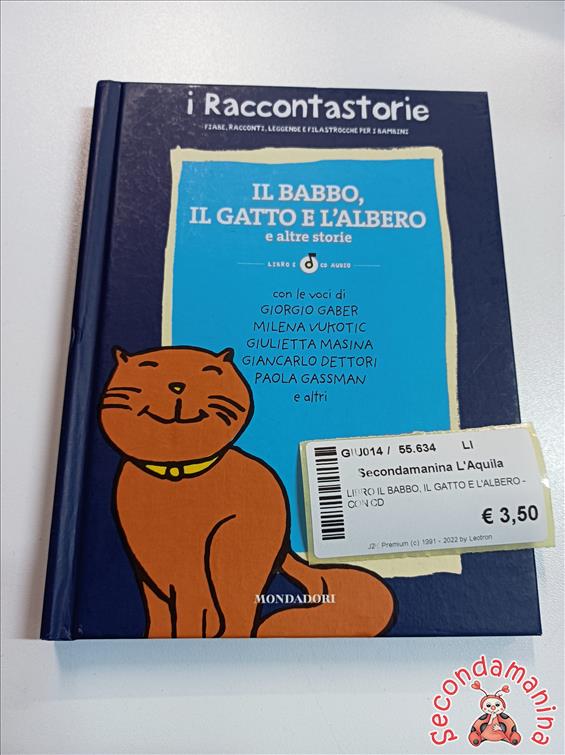 i Raccontastorie
FIABE, RACCONTI, LEGGENDE E FILASTROCCHE PER I BAMBINI
IL BABBO,
IL GATTO E L'ALBERO
e altre storie
LIBRO E CD AUDIO
con le voci di
GIORGIO GABER
MILENA VUKOTIC
GIULIETTA MASINA
GIANCARLO DETTORI
PAOLA GASSMAN
e altri
GIU014 / 55.634 LI
Secondamanina L'Aquila
LIBRO IL BABBO, IL GATTO E L'ALBERO -
CON CD
€ 3,50
Premium (c) 1991 - 2022 by Leotron
MONDADORI
Secondamanina